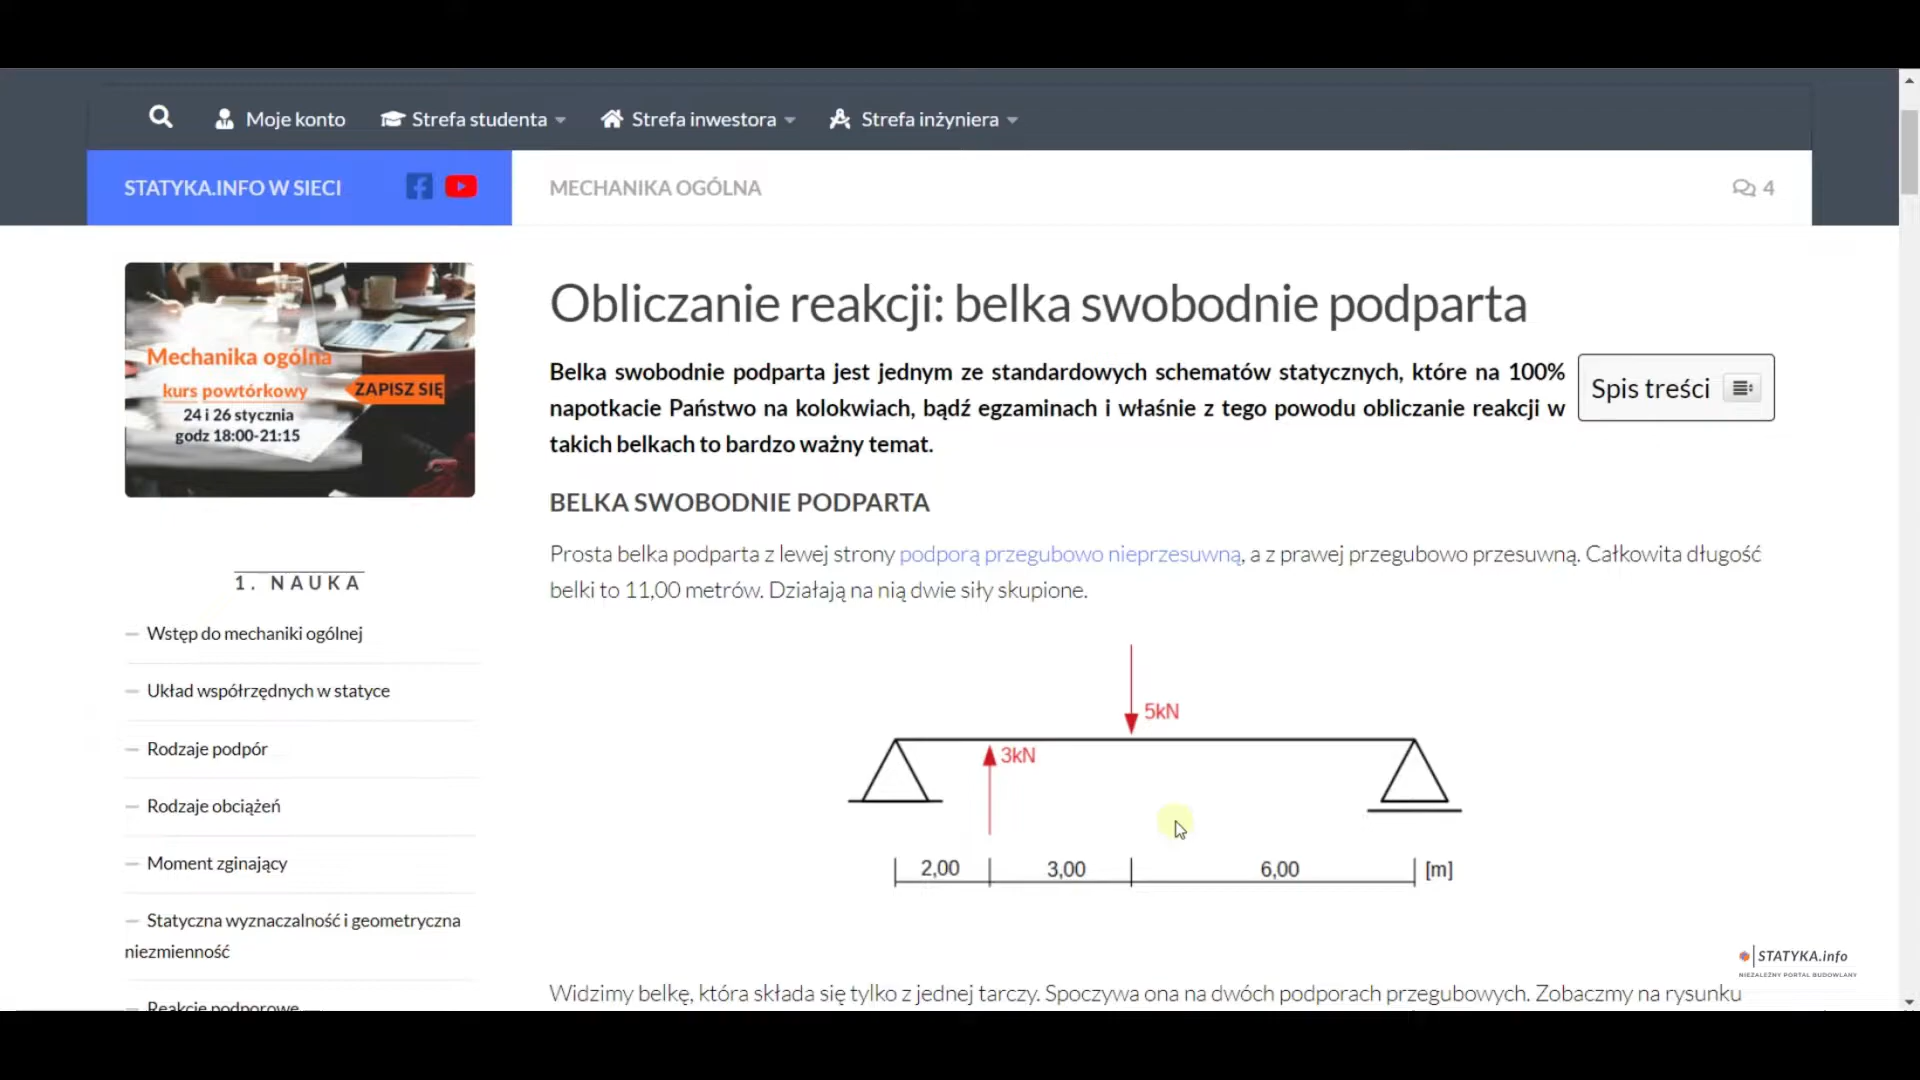 Moje konto
Strefa studenta
Strefa inwestora
Strefa inżyniera
STATYKA.INFO W SIECI
MECHANIKA OGÓLNA
4
Mechanika ogólna
kurs powtórkowy
ZAPISZ SIĘ
24 i 26 stycznia
godz 18:00-21:15
1. NAUKA
— Wstęp do mechaniki ogólnej
— Układ współrzędnych w statyce
— Rodzaje podpór
— Rodzaje obciążeń
— Moment zginający
— Statyczna wyznaczalność i geometryczna
niezmienność
— Reakcje podporowe
Obliczanie reakcji: belka swobodnie podparta
Belka swobodnie podparta jest jednym ze standardowych schematów statycznych, które na 100%
napotkacie Państwo na kolokwiach, bądź egzaminach i właśnie z tego powodu obliczanie reakcji w
takich belkach to bardzo ważny temat.
Spis treści
BELKA SWOBODNIE PODPARTA
Prosta belka podparta z lewej strony podporą przegubowo nieprzesuwną, a z prawej przegubowo przesuwną. Całkowita długość
belki to 11,00 metrów. Działają na nią dwie siły skupione.
5kN
3kN
2,00 3,00 6,00 [m]
STATYKA.info
NIEZALEŻNY PORTAL BUDOWLANY
Widzimy belkę, która składa się tylko z jednej tarczy. Spoczywa ona na dwóch podporach przegubowych. Zobaczmy na rysunku